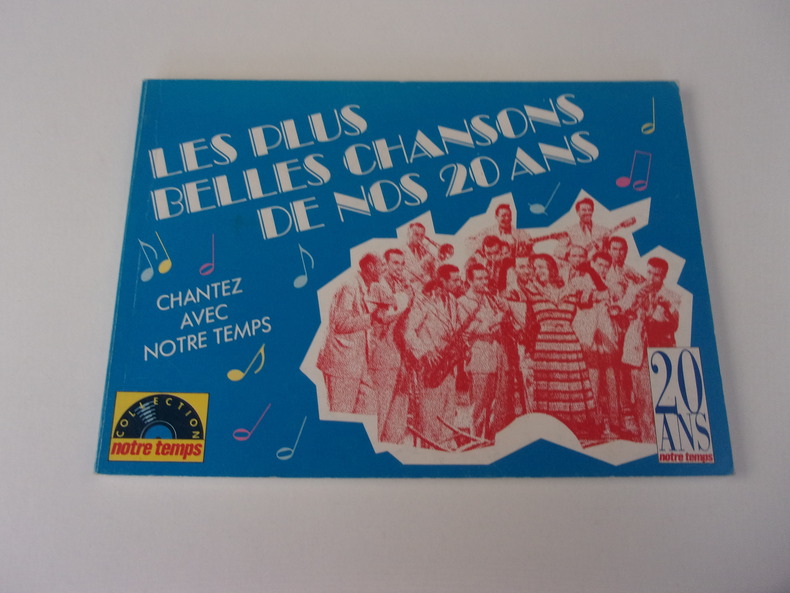 LES PLUS
BELLES CHANSONS
DE NOS 20 ANS
CHANTEZ
AVEC
NOTRE TEMPS
COLLECTION
notre temps
20
ANS
notre temps